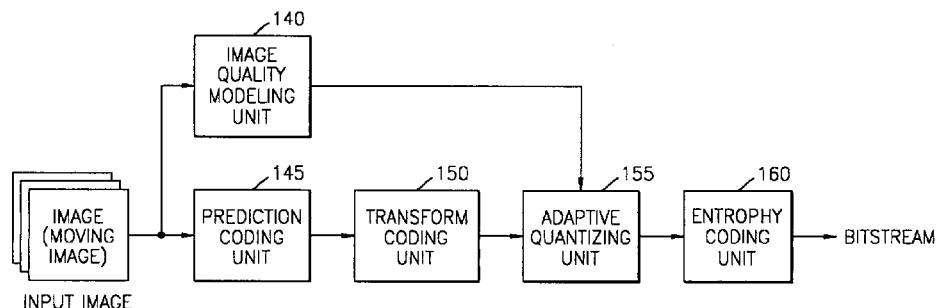 140
IMAGE
QUALITY
MODELING
UNIT
145
150
155
160
IMAGE
(MOVING
IMAGE)
PREDICTION
CODING
UNIT
TRANSFORM
CODING
UNIT
ADAPTIVE
QUANTIZING
UNIT
ENTROPHY
CODING
UNIT
BITSTREAM
INPUT IMAGE